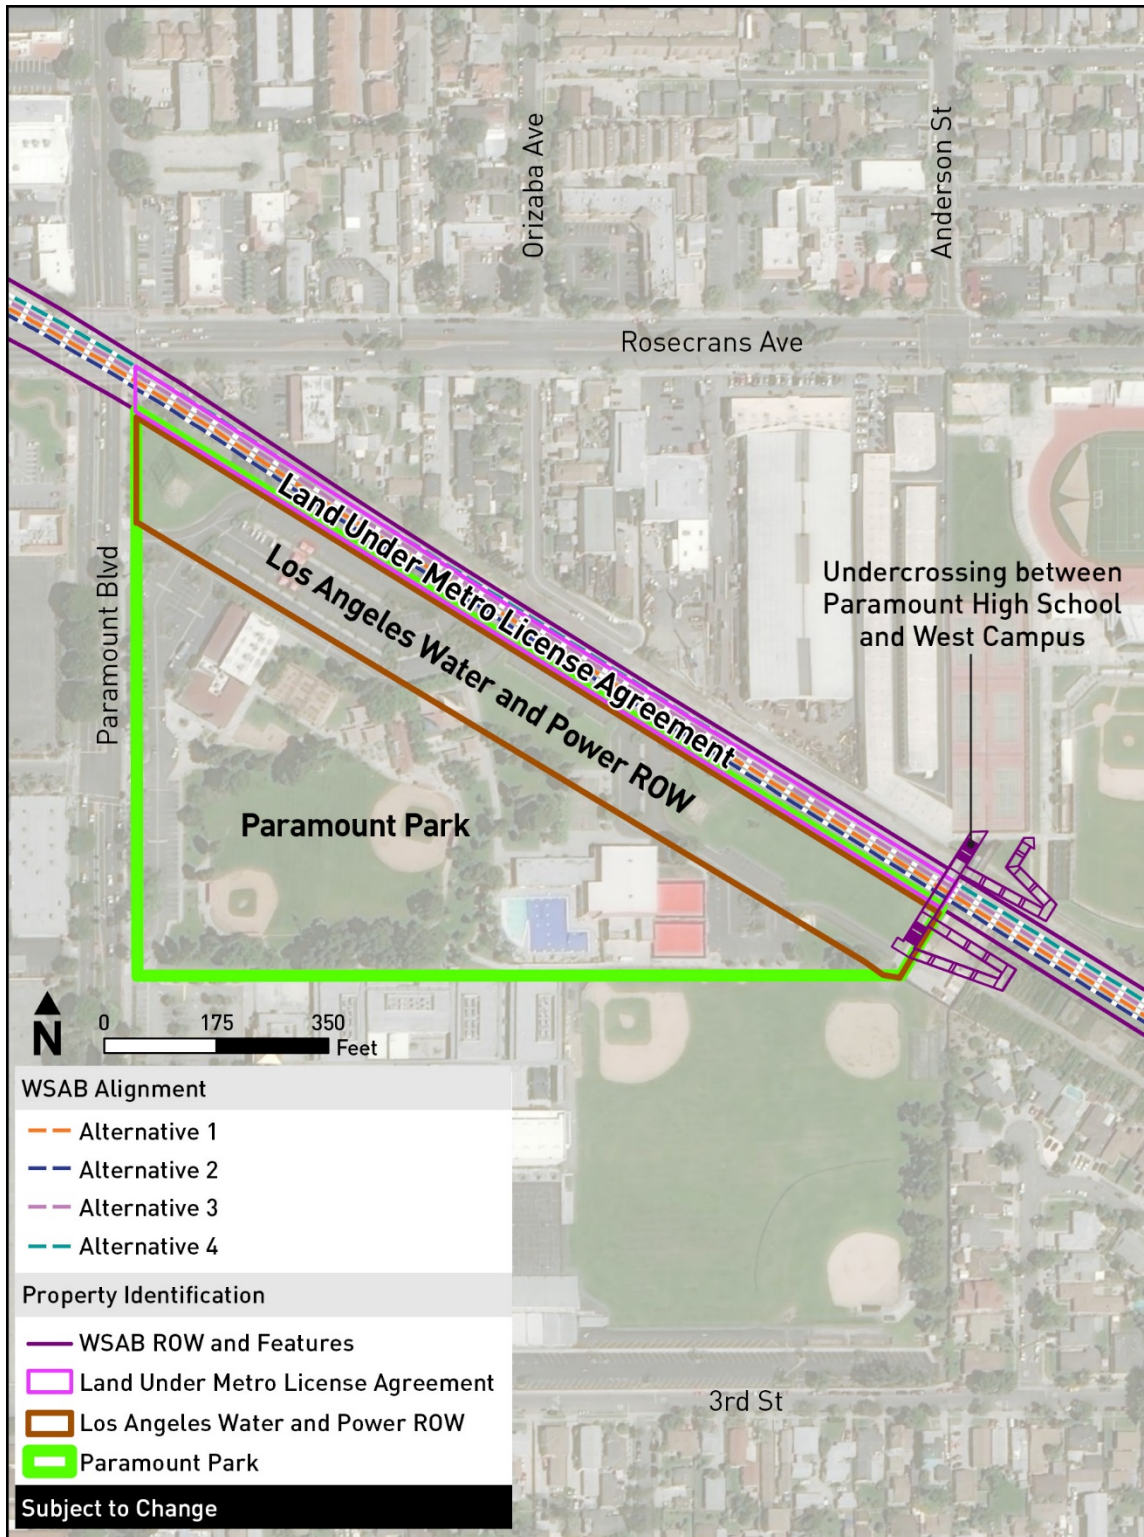 Orizaba Ave
Anderson St
Rosecrans Ave
Land Under Metro License Agreement
Los Angeles Water and Power ROW
Undercrossing between
Paramount High School
and West Campus
Paramount Blvd
Paramount Park
N
0 175 350
Feet
WSAB Alignment
Alternative 1
Alternative 2
Alternative 3
Alternative 4
Property Identification
WSAB ROW and Features
Land Under Metro License Agreement
Los Angeles Water and Power ROW
Paramount Park
Subject to Change
3rd St